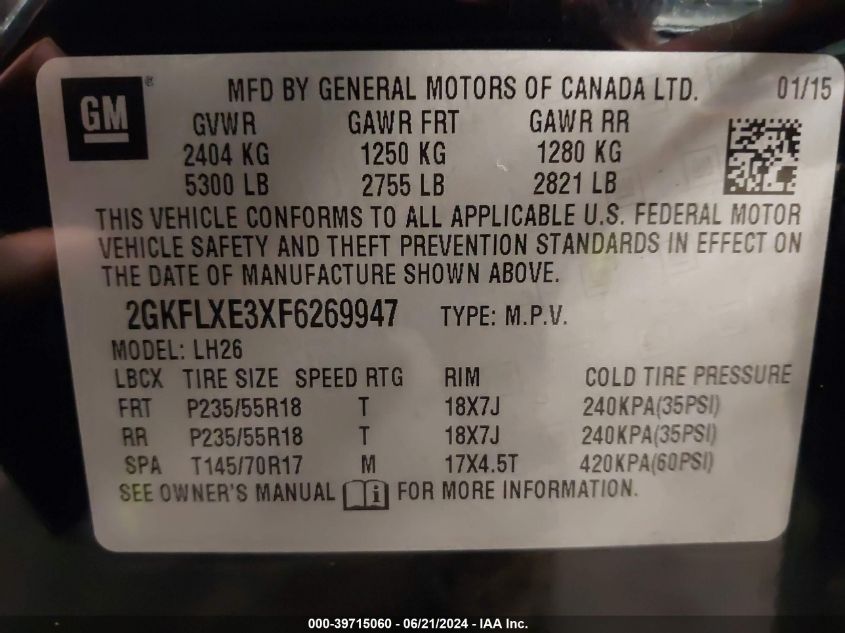 GM ® MFD BY GENERAL MOTORS OF CANADA LTD. 01/15
GVWR GAWR FRT GAWR RR
2404 KG 1250 KG 1280 KG
5300 LB 2755 LB 2821 LB
THIS VEHICLE CONFORMS TO ALL APPLICABLE U.S. FEDERAL MOTOR
VEHICLE SAFETY AND THEFT PREVENTION STANDARDS IN EFFECT ON
THE DATE OF MANUFACTURE SHOWN ABOVE.
2GKFLXE3XF6269947 TYPE: M.P.V.
MODEL: LH26
LBCX TIRE SIZE SPEED RTG RIM COLD TIRE PRESSURE
FRT P235/55R18 T 18X7J 240KPA(35PSI)
RR P235/55R18 T 18X7J 240KPA(35PSI)
SPA T145/70R17 M 17X4.5T 420KPA(60PSI)
SEE OWNER'S MANUAL i FOR MORE INFORMATION.
000-39715060 - 06/21/2024 - IAA Inc.